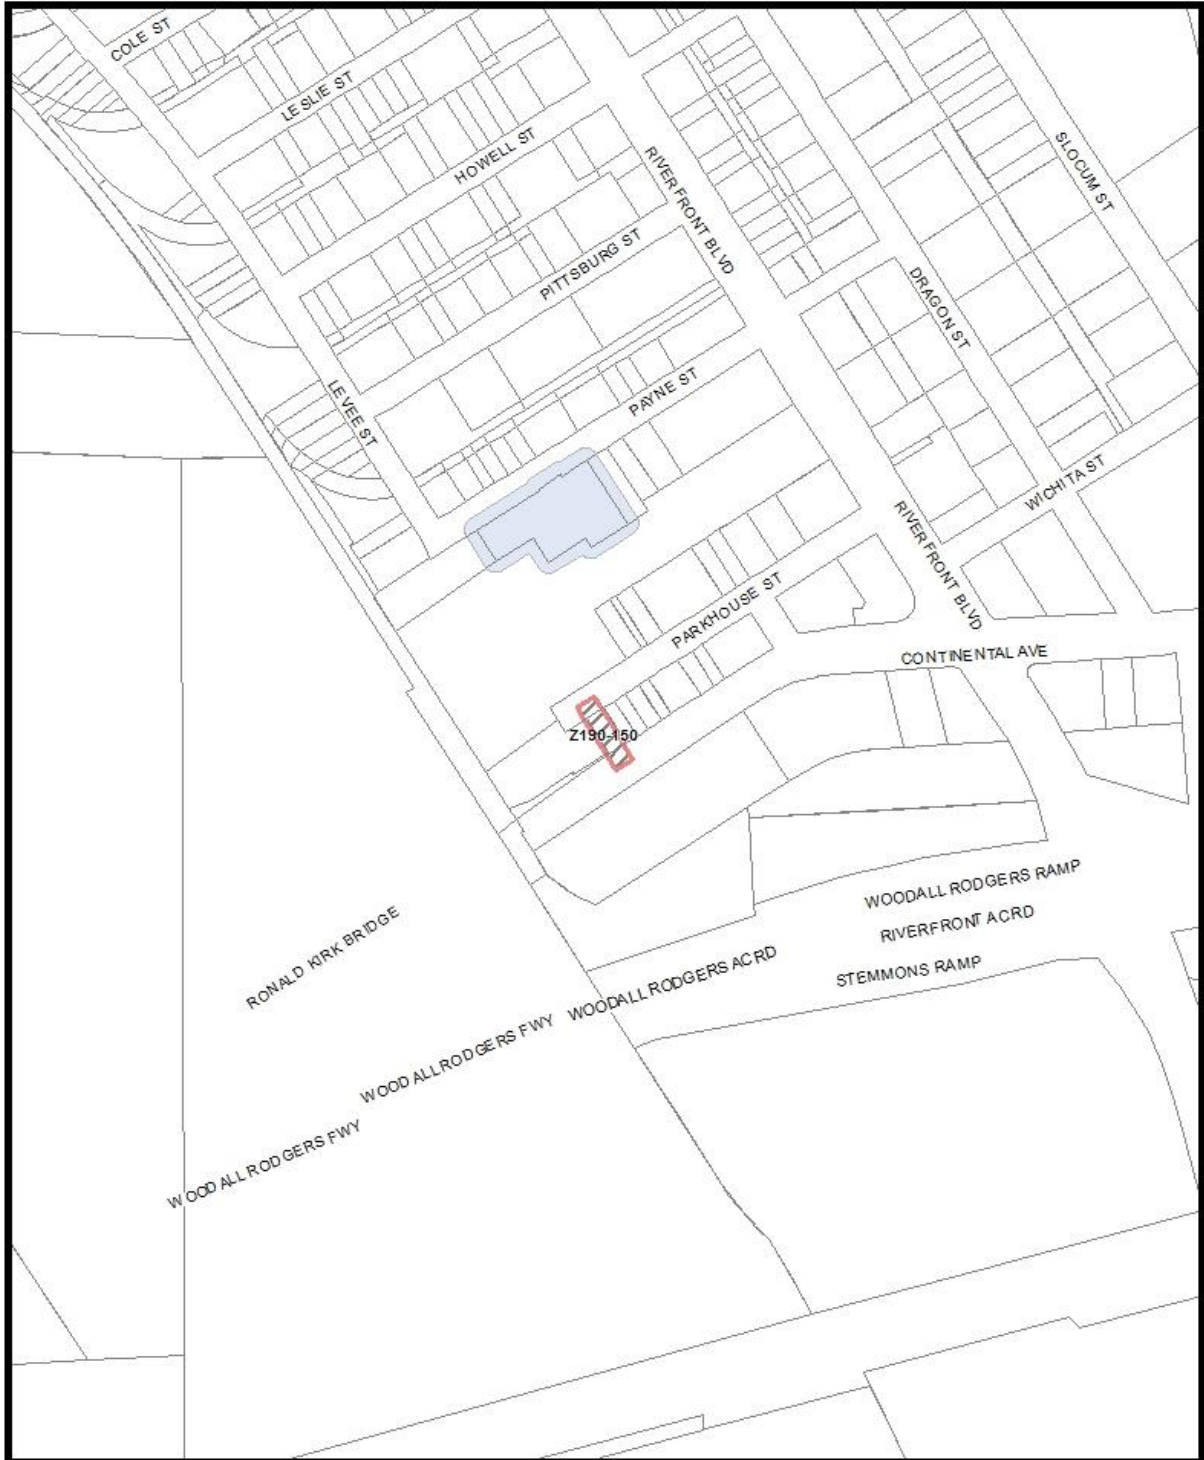 COLE ST
LESLIE ST
HOWELL ST
RIVERFRONT BLVD
SLOCUM ST
PITTSBURG ST
DRAGON ST
LEVEE ST
PAYNE ST
WICHITA ST
RIVERFRONT BLVD
PARKHOUSE ST
CONTINENTAL AVE
Z190-150
WOODALL RODGERS RAMP
RIVERFRONT ACRD
STEMMONS RAMP
RONALD KIRK BRIDGE
WOODALL RODGERS ACRD
WOODALL RODGERS FWY
WOODALL RODGERS FWY